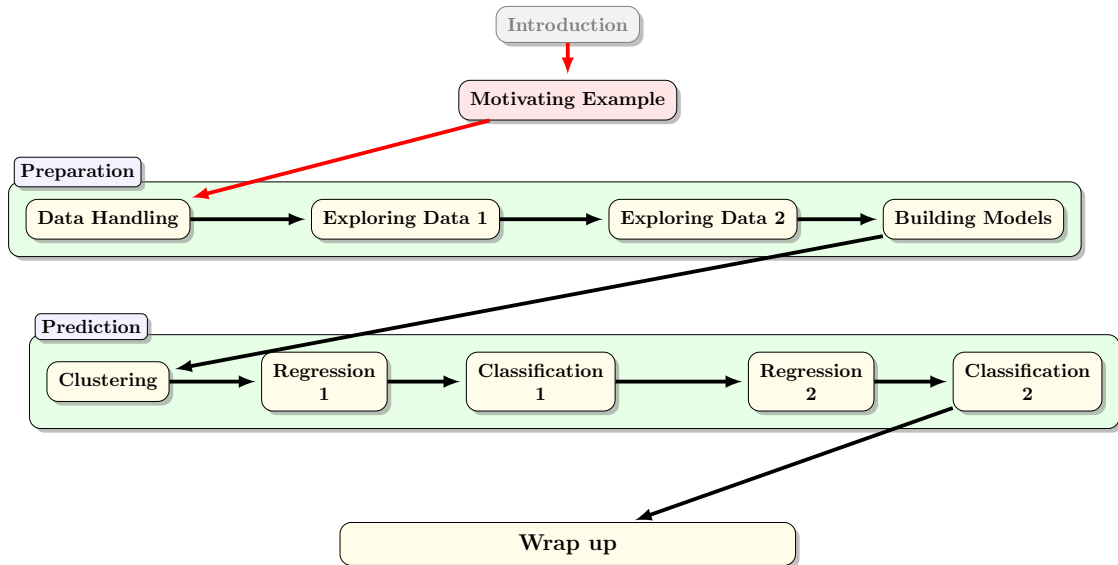 Introduction
Motivating Example
Preparation
Data Handling
Exploring Data 1
Exploring Data 2
Building Models
Prediction
Clustering
Regression
1
Classification
1
Regression
2
Classification
2
Wrap up